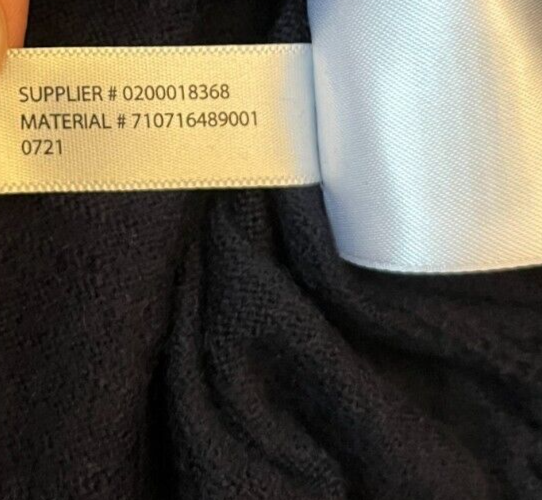 SUPPLIER # 0200018368
MATERIAL # 710716489001
0721